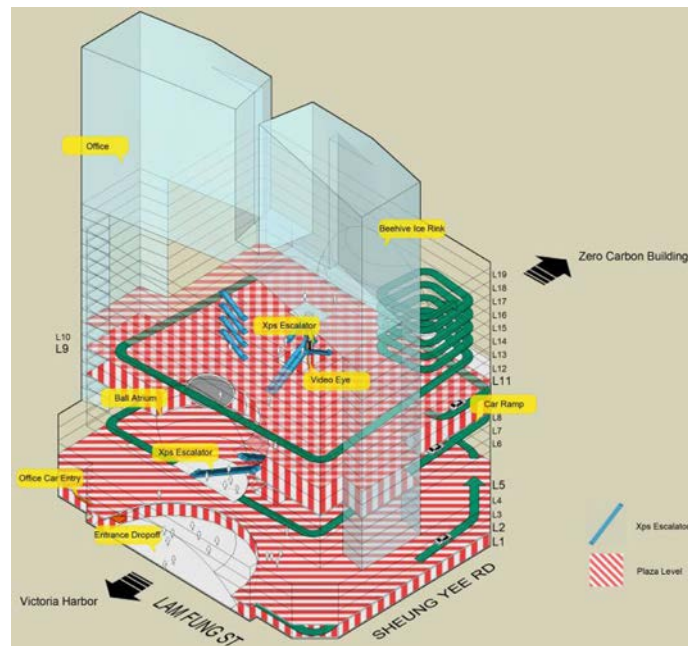 Office
Beehive Ice Rink
Zero Carbon Building
L19
L18
L17
L16
L15
L14
L13
L12
L11
L10
L9
Xps Escalator
Video Eye
Ball Atrium
Car Ramp
L8
L7
L6
Xps Escalator
Office Car Entry
L5
L4
L3
L2
L1
Entrance Dropoff
Xps Escalator
Plaza Level
Victoria Harbor
LAM FUNG ST
SHEUNG YEE RD